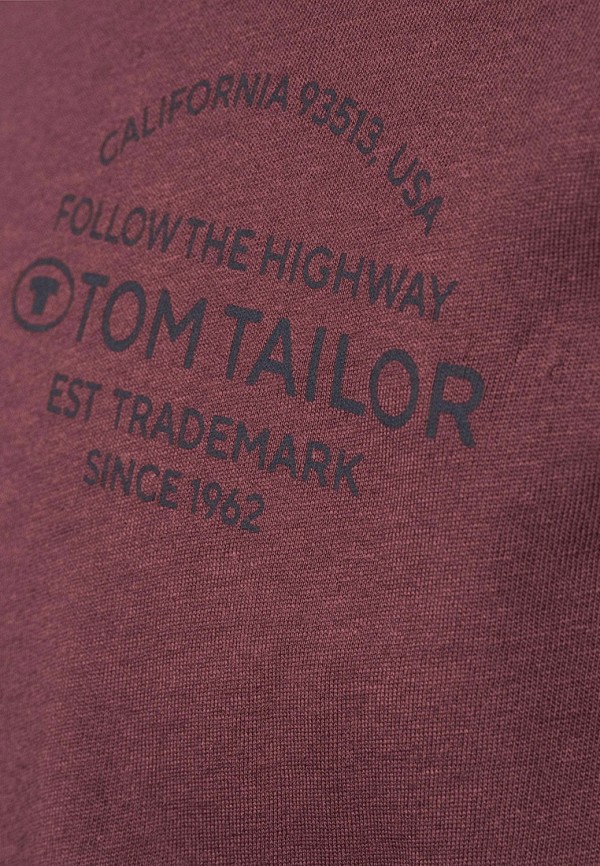 CALIFORNIA 93513, USA
FOLLOW THE HIGHWAY
T TOM TAILOR
EST TRADEMARK
SINCE 1962